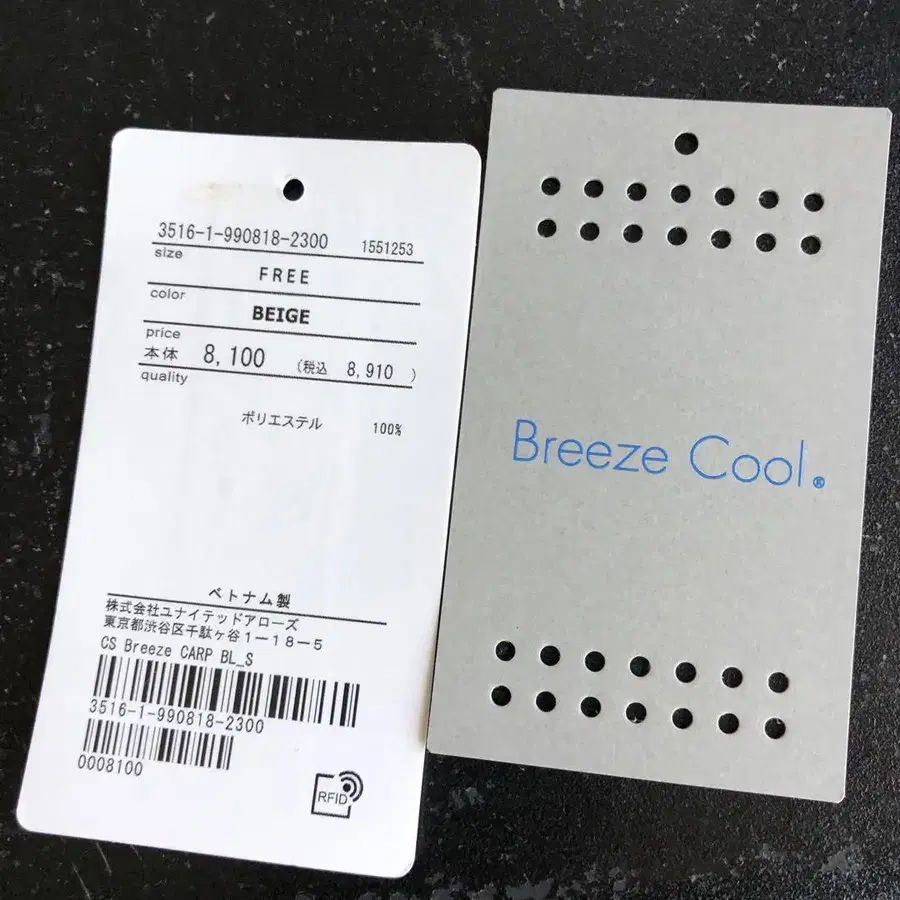 3516-1-990818-2300 1551253
size
FREE
color
BEIGE
price
本体 8,100 (税込 8,910 )
quality
ポリエステル 100%
ベトナム製
株式会社ユナイテッドアローズ
東京都渋谷区千駄ヶ谷1-18-5
CS Breeze CARP BL_S
3516-1-990818-2300
0008100
RFID
Breeze Cool.®